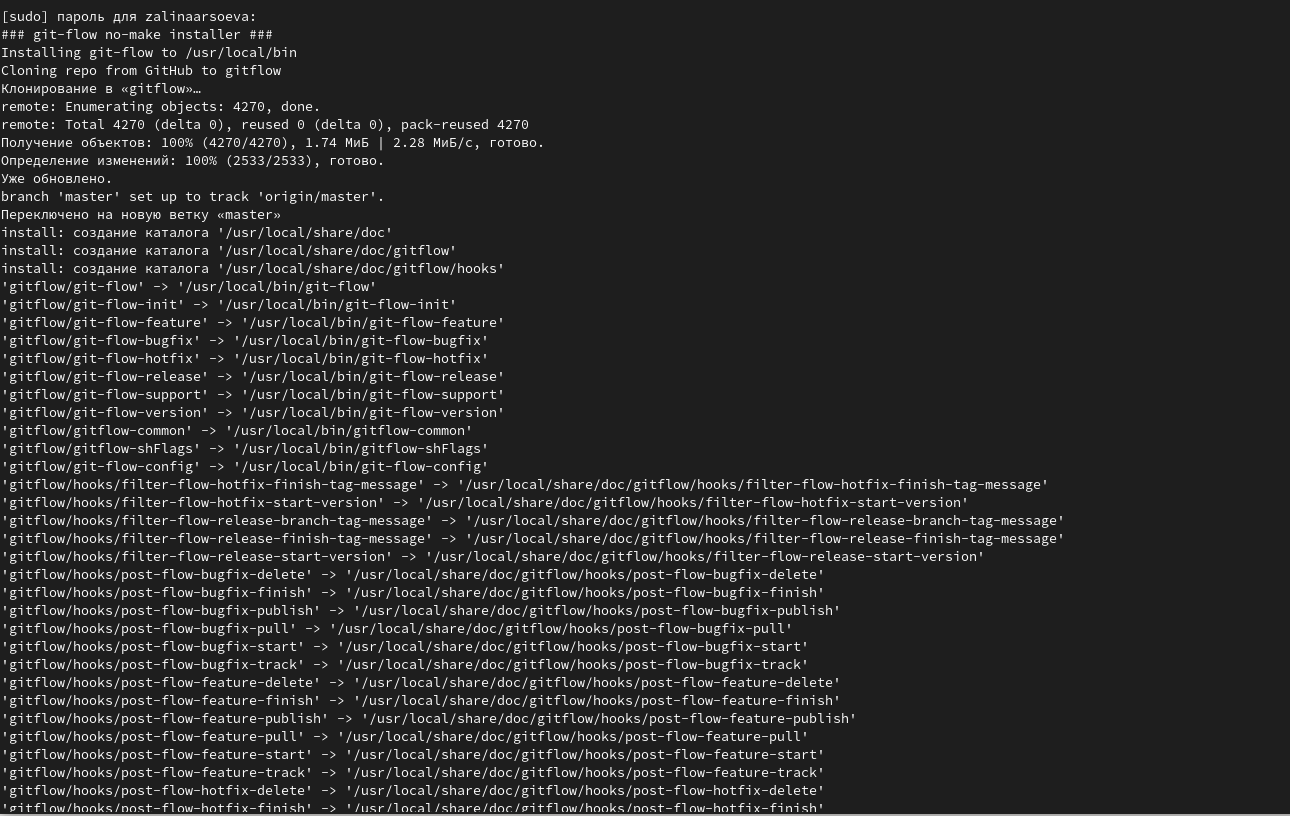 [sudo] пароль для zalinaarsoeva:
### git-flow no-make installer ###
Installing git-flow to /usr/local/bin
Cloning repo from GitHub to gitflow
Клонирование в «gitflow»…
remote: Enumerating objects: 4270, done.
remote: Total 4270 (delta 0), reused 0 (delta 0), pack-reused 4270
Получение объектов: 100% (4270/4270), 1.74 МиБ | 2.28 МиБ/с, готово.
Определение изменений: 100% (2533/2533), готово.
Уже обновлено.
branch 'master' set up to track 'origin/master'.
Переключено на новую ветку «master»
install: создание каталога '/usr/local/share/doc'
install: создание каталога '/usr/local/share/doc/gitflow'
install: создание каталога '/usr/local/share/doc/gitflow/hooks'
'gitflow/git-flow' -> '/usr/local/bin/git-flow'
'gitflow/git-flow-init' -> '/usr/local/bin/git-flow-init'
'gitflow/git-flow-feature' -> '/usr/local/bin/git-flow-feature'
'gitflow/git-flow-bugfix' -> '/usr/local/bin/git-flow-bugfix'
'gitflow/git-flow-hotfix' -> '/usr/local/bin/git-flow-hotfix'
'gitflow/git-flow-release' -> '/usr/local/bin/git-flow-release'
'gitflow/git-flow-support' -> '/usr/local/bin/git-flow-support'
'gitflow/git-flow-version' -> '/usr/local/bin/git-flow-version'
'gitflow/gitflow-common' -> '/usr/local/bin/gitflow-common'
'gitflow/gitflow-shFlags' -> '/usr/local/bin/gitflow-shFlags'
'gitflow/git-flow-config' -> '/usr/local/bin/git-flow-config'
'gitflow/hooks/filter-flow-hotfix-finish-tag-message' -> '/usr/local/share/doc/gitflow/hooks/filter-flow-hotfix-finish-tag-message'
'gitflow/hooks/filter-flow-hotfix-start-version' -> '/usr/local/share/doc/gitflow/hooks/filter-flow-hotfix-start-version'
'gitflow/hooks/filter-flow-release-branch-tag-message' -> '/usr/local/share/doc/gitflow/hooks/filter-flow-release-branch-tag-message'
'gitflow/hooks/filter-flow-release-finish-tag-message' -> '/usr/local/share/doc/gitflow/hooks/filter-flow-release-finish-tag-message'
'gitflow/hooks/filter-flow-release-start-version' -> '/usr/local/share/doc/gitflow/hooks/filter-flow-release-start-version'
'gitflow/hooks/post-flow-bugfix-delete' -> '/usr/local/share/doc/gitflow/hooks/post-flow-bugfix-delete'
'gitflow/hooks/post-flow-bugfix-finish' -> '/usr/local/share/doc/gitflow/hooks/post-flow-bugfix-finish'
'gitflow/hooks/post-flow-bugfix-publish' -> '/usr/local/share/doc/gitflow/hooks/post-flow-bugfix-publish'
'gitflow/hooks/post-flow-bugfix-pull' -> '/usr/local/share/doc/gitflow/hooks/post-flow-bugfix-pull'
'gitflow/hooks/post-flow-bugfix-start' -> '/usr/local/share/doc/gitflow/hooks/post-flow-bugfix-start'
'gitflow/hooks/post-flow-bugfix-track' -> '/usr/local/share/doc/gitflow/hooks/post-flow-bugfix-track'
'gitflow/hooks/post-flow-feature-delete' -> '/usr/local/share/doc/gitflow/hooks/post-flow-feature-delete'
'gitflow/hooks/post-flow-feature-finish' -> '/usr/local/share/doc/gitflow/hooks/post-flow-feature-finish'
'gitflow/hooks/post-flow-feature-publish' -> '/usr/local/share/doc/gitflow/hooks/post-flow-feature-publish'
'gitflow/hooks/post-flow-feature-pull' -> '/usr/local/share/doc/gitflow/hooks/post-flow-feature-pull'
'gitflow/hooks/post-flow-feature-start' -> '/usr/local/share/doc/gitflow/hooks/post-flow-feature-start'
'gitflow/hooks/post-flow-feature-track' -> '/usr/local/share/doc/gitflow/hooks/post-flow-feature-track'
'gitflow/hooks/post-flow-hotfix-delete' -> '/usr/local/share/doc/gitflow/hooks/post-flow-hotfix-delete'
'gitflow/hooks/post-flow-hotfix-finish' -> '/usr/local/share/doc/gitflow/hooks/post-flow-hotfix-finish'